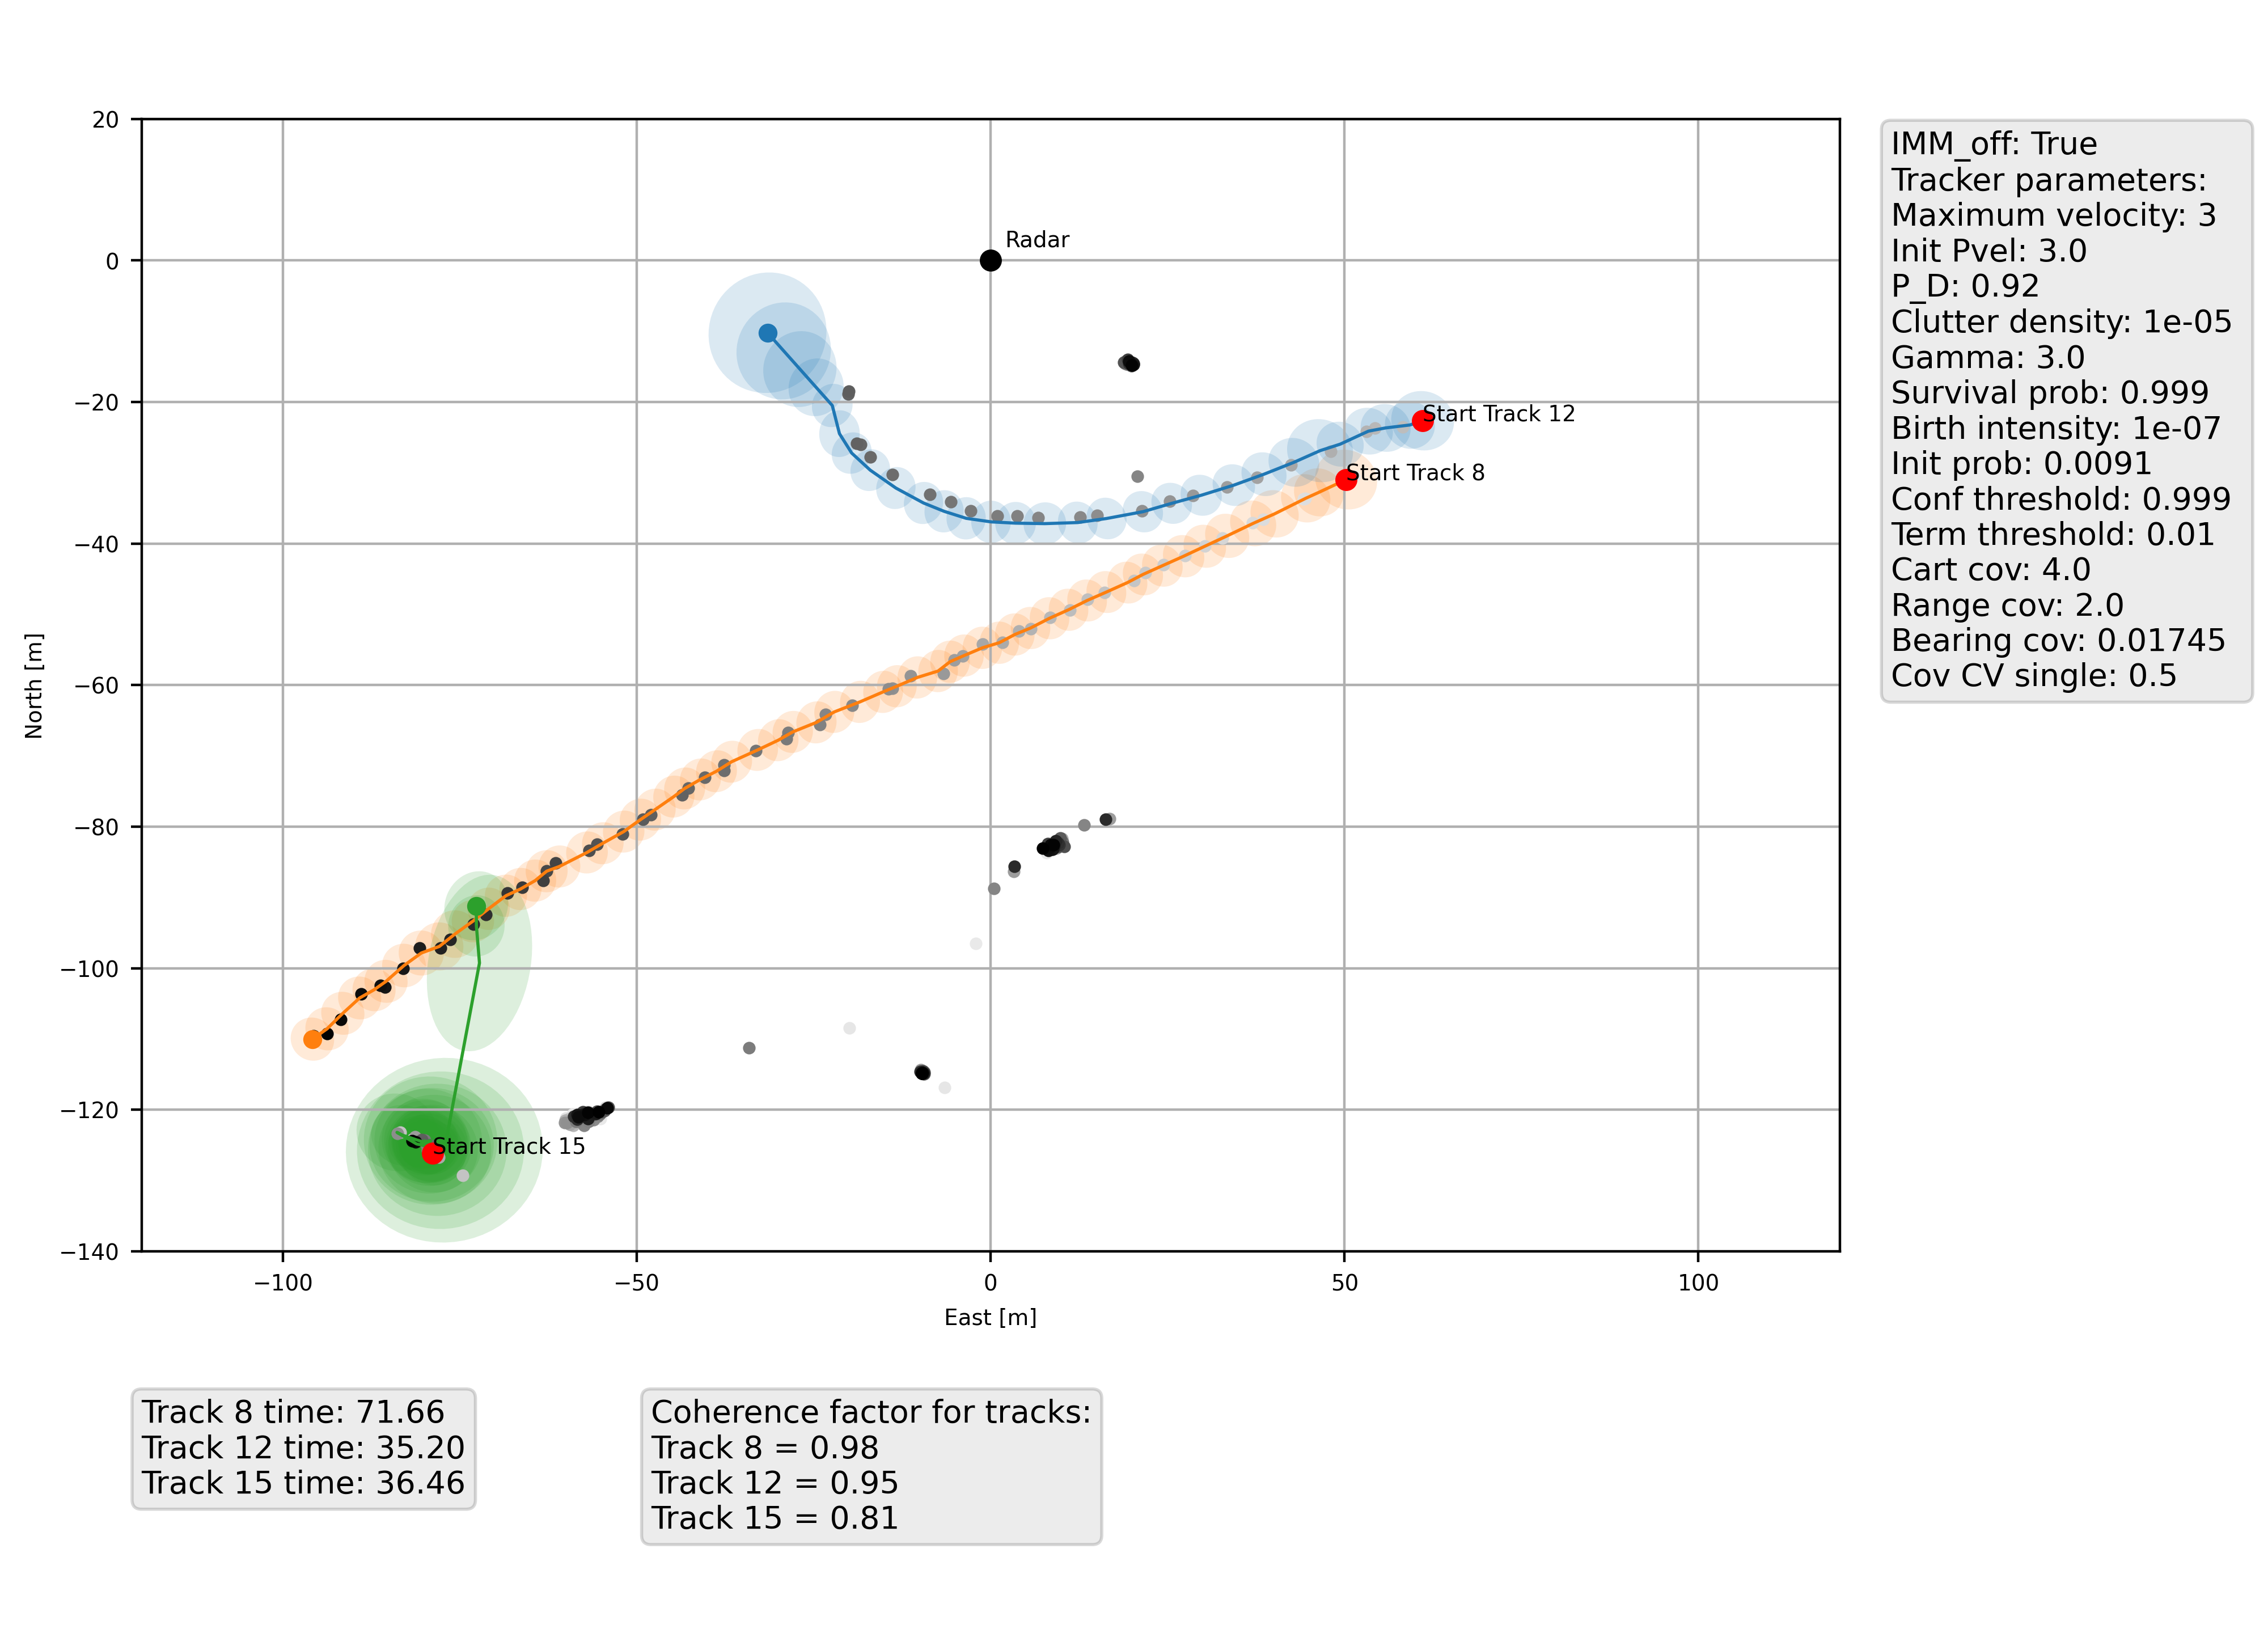 20
0
−20
−40
−60
−80
−100
−120
−140
North [m]
Radar
Start Track 12
Start Track 8
Start Track 15
−100
−50
0
50
100
East [m]
IMM_off: True
Tracker parameters:
Maximum velocity: 3
Init Pvel: 3.0
P_D: 0.92
Clutter density: 1e-05
Gamma: 3.0
Survival prob: 0.999
Birth intensity: 1e-07
Init prob: 0.0091
Conf threshold: 0.999
Term threshold: 0.01
Cart cov: 4.0
Range cov: 2.0
Bearing cov: 0.01745
Cov CV single: 0.5
Track 8 time: 71.66
Track 12 time: 35.20
Track 15 time: 36.46
Coherence factor for tracks:
Track 8 = 0.98
Track 12 = 0.95
Track 15 = 0.81